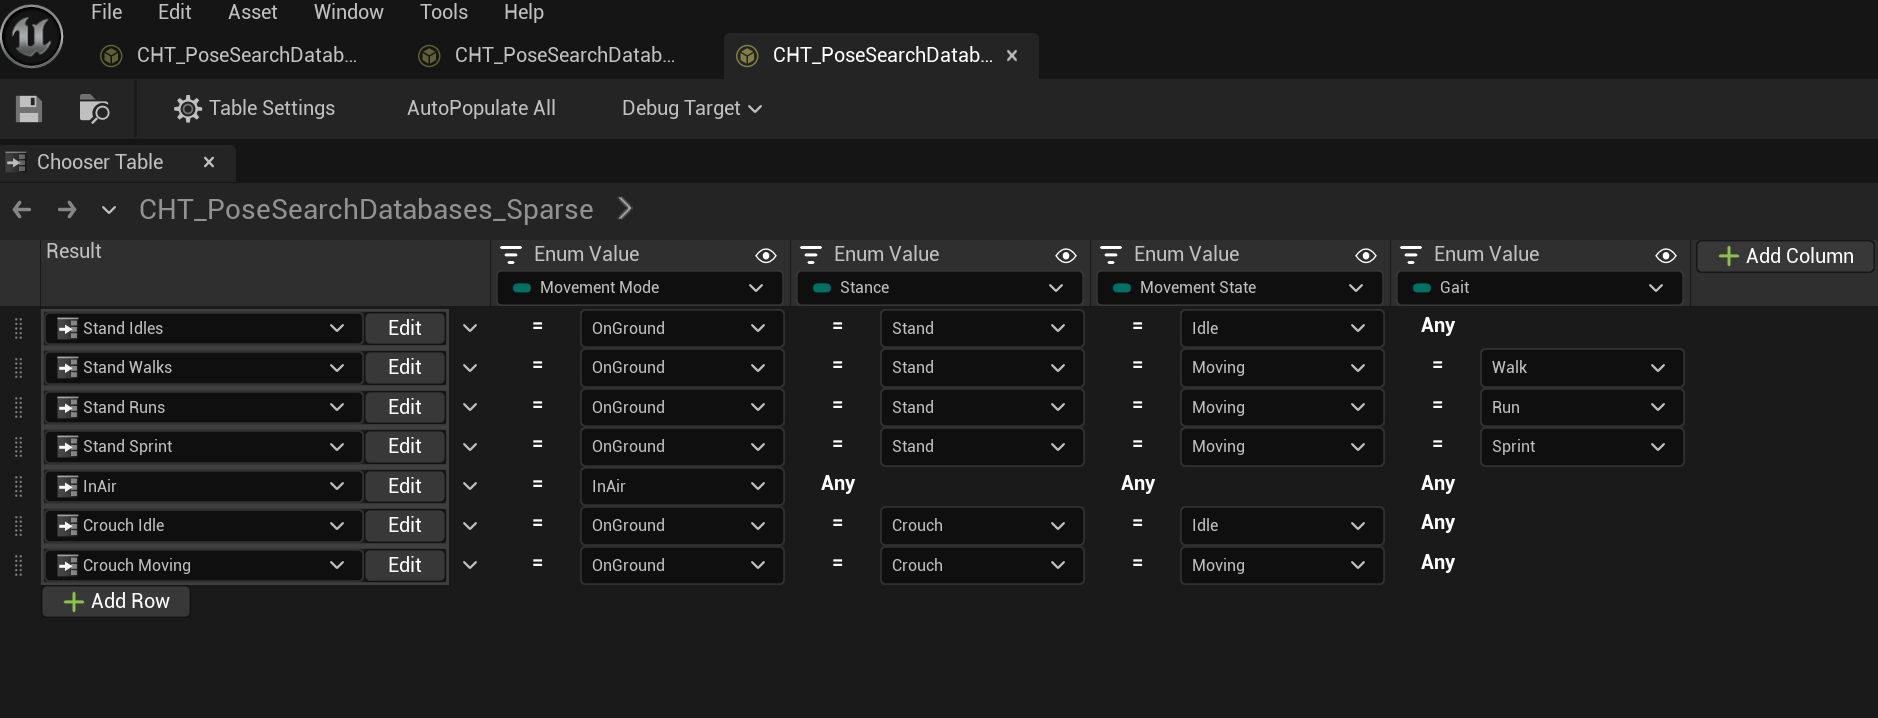 File Edit Asset Window Tools Help
CHT_PoseSearchDatab... CHT_PoseSearchDatab... CHT_PoseSearchDatab...
Table Settings AutoPopulate All Debug Target
Chooser Table
CHT_PoseSearchDatabases_Sparse
Result Enum Value Enum Value Enum Value Enum Value Add Column
Movement Mode Stance Movement State Gait
Stand Idles Edit = OnGround = Stand = Idle Any
Stand Walks Edit = OnGround = Stand = Moving = Walk
Stand Runs Edit = OnGround = Stand = Moving = Run
Stand Sprint Edit = OnGround = Stand = Moving = Sprint
InAir Edit = InAir Any Any Any
Crouch Idle Edit = OnGround = Crouch = Idle Any
Crouch Moving Edit = OnGround = Crouch = Moving Any
Add Row